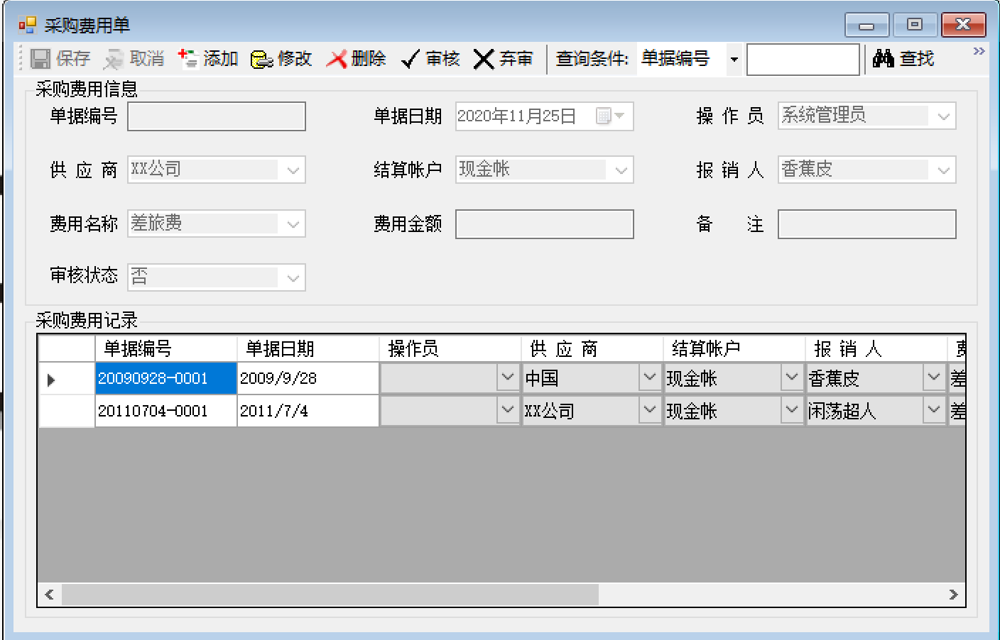 采购费用单
保存 取消 添加 修改 删除 审核 弃审 查询条件: 单据编号 查找 »
采购费用信息
单据编号 单据日期 2020年11月25日 操 作 员 系统管理员
供 应 商 XX公司 结算帐户 现金帐 报 销 人 香蕉皮
费用名称 差旅费 费用金额 备 注
审核状态 否
采购费用记录
单据编号 单据日期 操作员 供 应 商 结算帐户 报 销 人
20090928-0001 2009/9/28 中国 现金帐 香蕉皮 差
20110704-0001 2011/7/4 XX公司 现金帐 闲荡超人 差